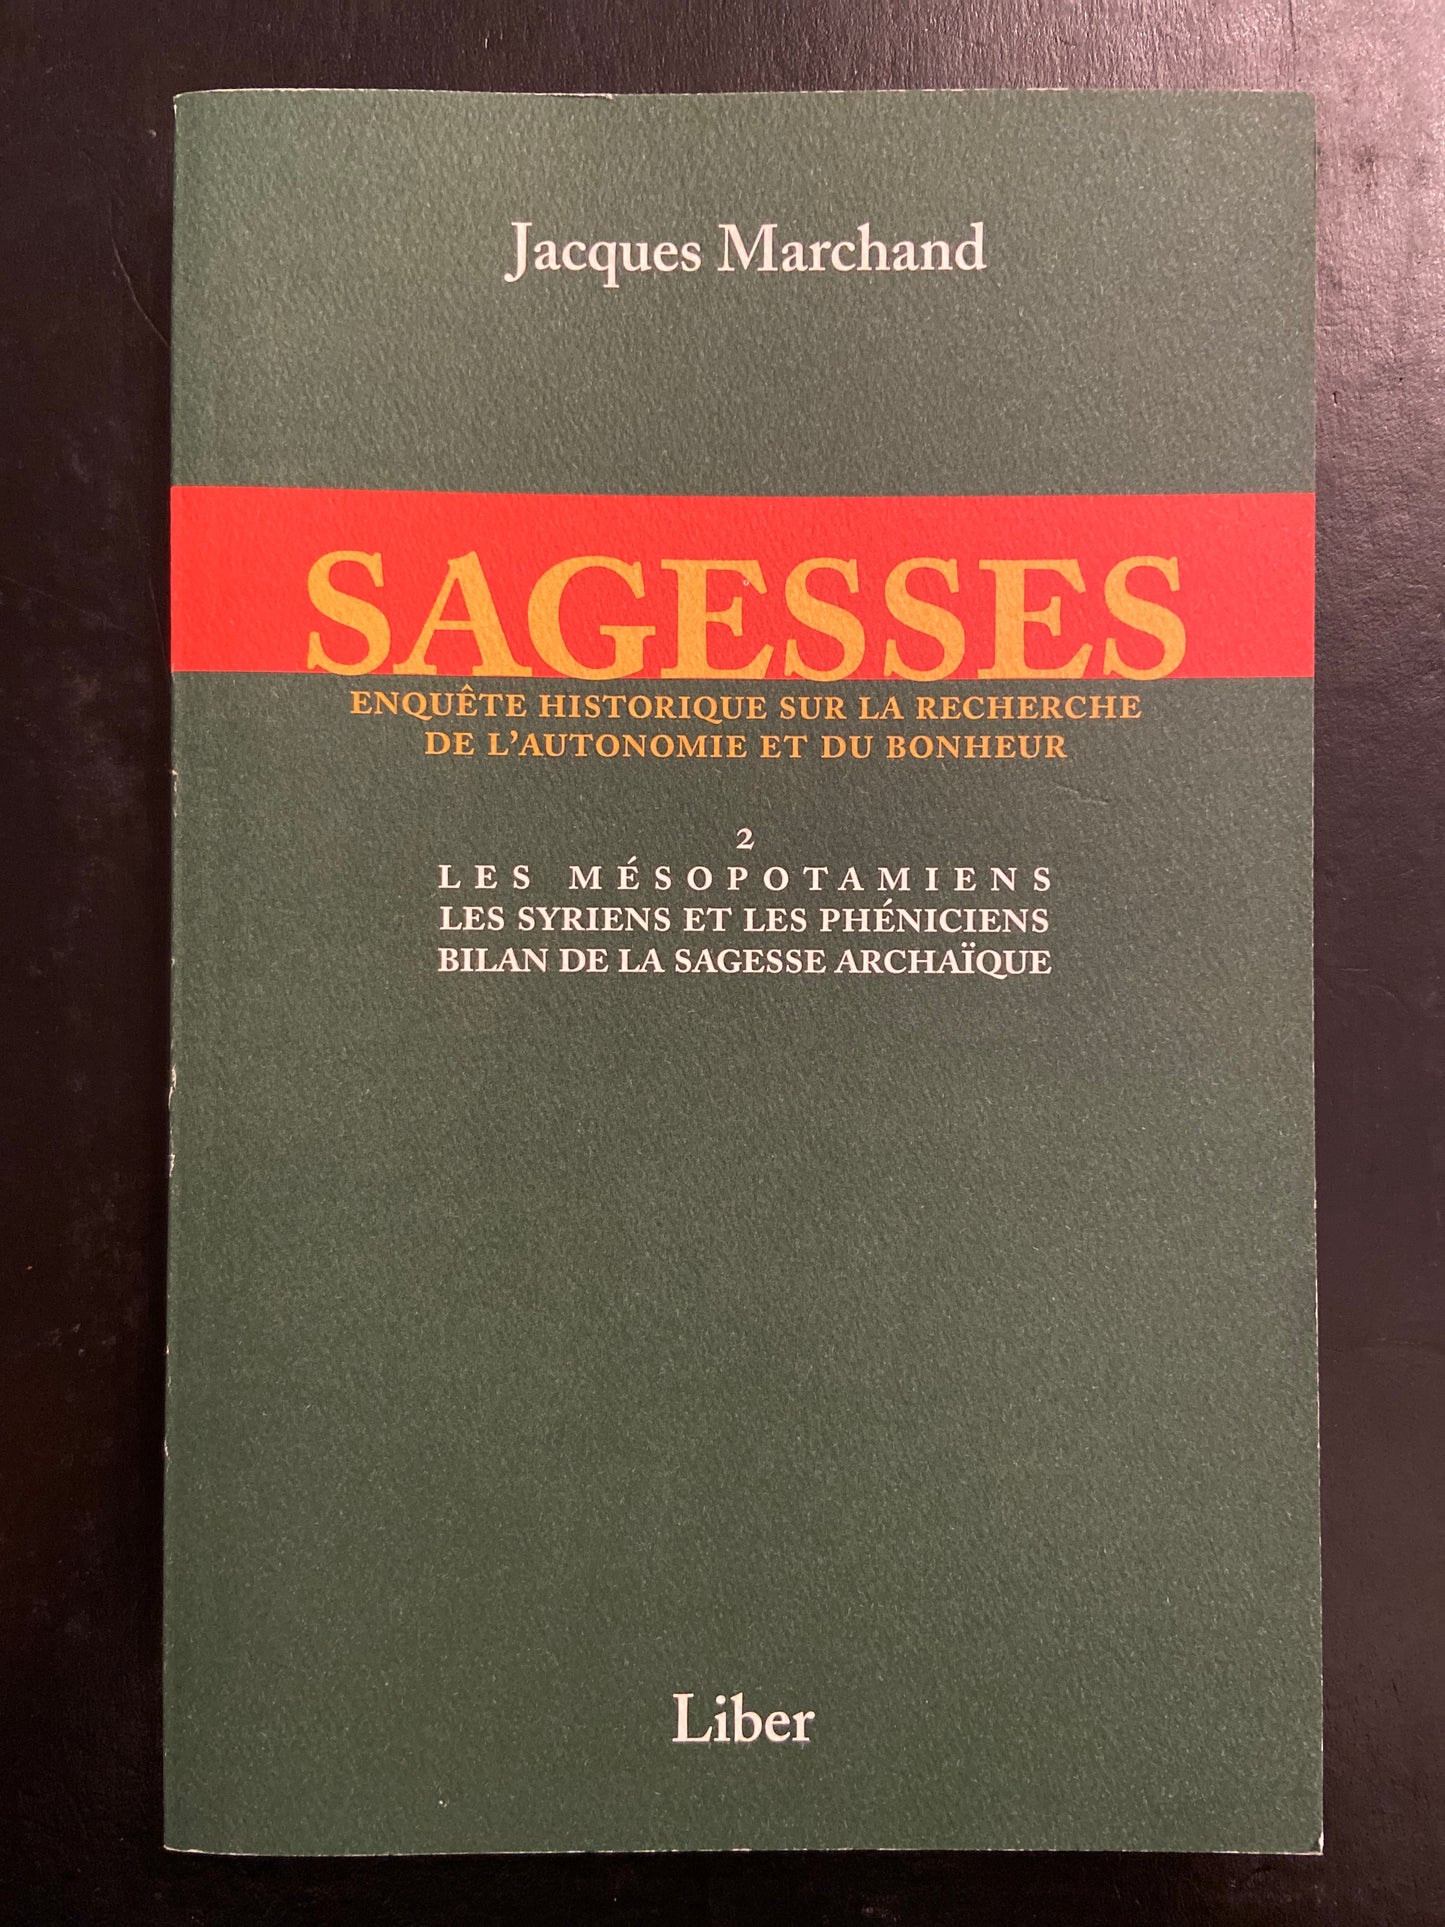 Jacques Marchand
SAGESSES
ENQUÊTE HISTORIQUE SUR LA RECHERCHE
DE L'AUTONOMIE ET DU BONHEUR
2
LES MÉSOPOTAMIENS
LES SYRIENS ET LES PHÉNICIENS
BILAN DE LA SAGESSE ARCHAÏQUE
Liber